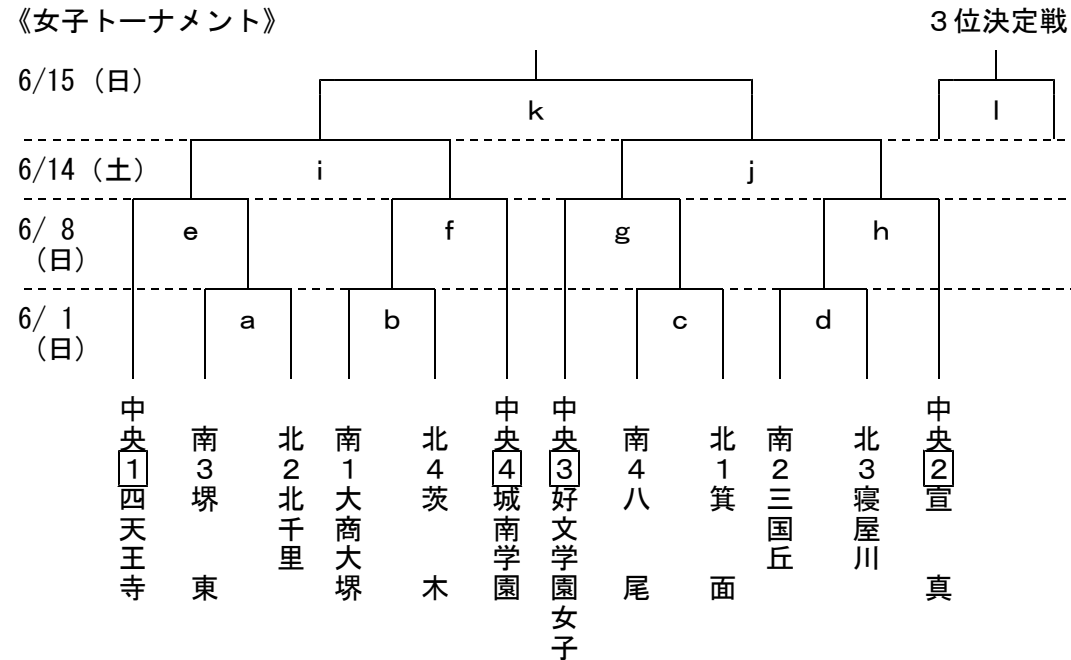 《女子トーナメント》
３位決定戦
6/15（日）
k
l
6/14（土）
i
j
6/ 8
（日）
e
f
g
h
6/ 1
（日）
a
b
c
d
中央1四天王寺
南３堺東
北２北千里
南１大商大堺
北４茨木
中央4城南学園
中央3好文学園女子
南４八尾
北１箕面
南２三国丘
北３寝屋川
中央2宣真